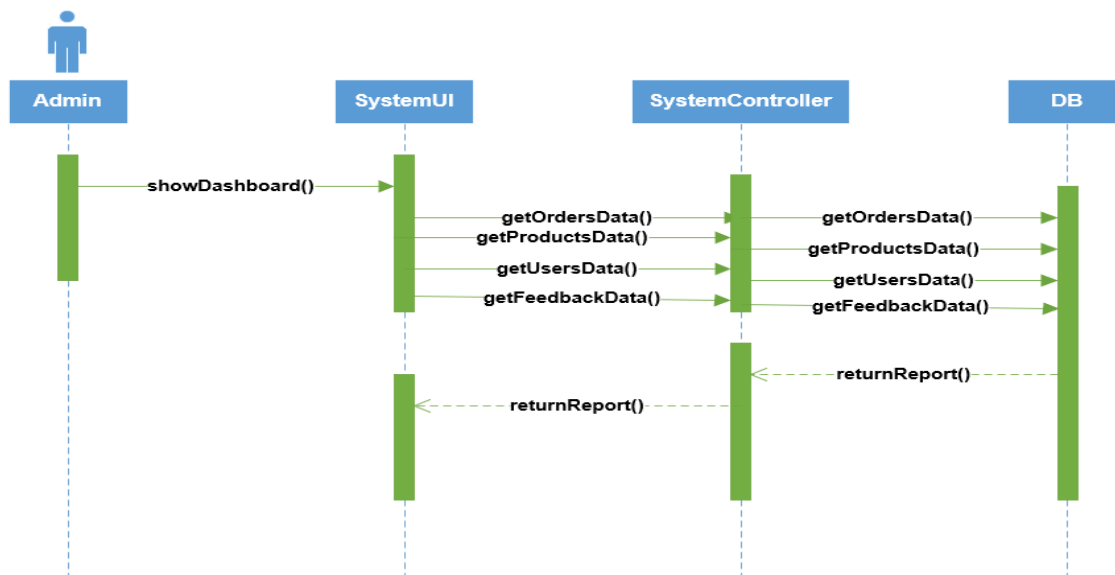 Admin
SystemUI
SystemController
DB
showDashboard()
getOrdersData()
getOrdersData()
getProductsData()
getProductsData()
getUsersData()
getUsersData()
getFeedbackData()
getFeedbackData()
returnReport()
returnReport()